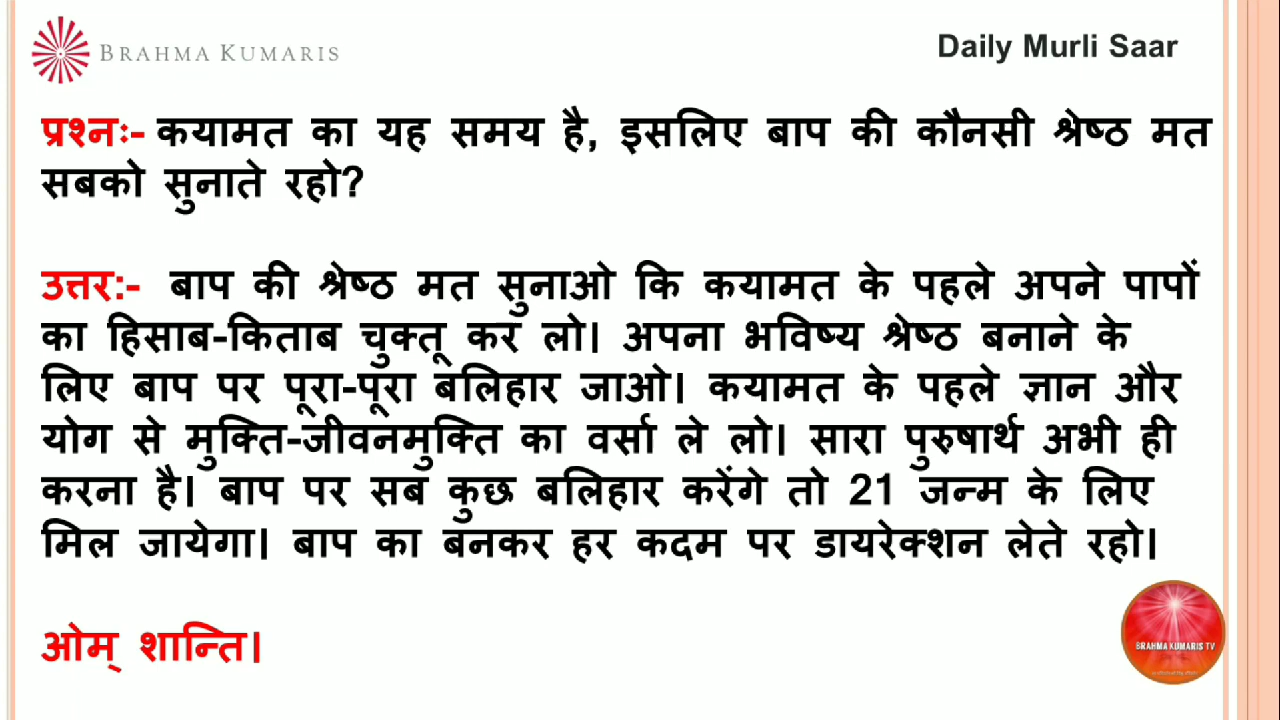 BRAHMA KUMARIS
Daily Murli Saar
प्रश्नः- कयामत का यह समय है, इसलिए बाप की कौनसी श्रेष्ठ मत
सबको सुनाते रहो?
उत्तर:- बाप की श्रेष्ठ मत सुनाओ कि कयामत के पहले अपने पापों
का हिसाब-किताब चुक्तू कर लो। अपना भविष्य श्रेष्ठ बनाने के
लिए बाप पर पूरा-पूरा बलिहार जाओ। कयामत के पहले ज्ञान और
योग से मुक्ति-जीवनमुक्ति का वर्सा ले लो। सारा पुरुषार्थ अभी ही
करना है। बाप पर सब कुछ बलिहार करेंगे तो 21 जन्म के लिए
मिल जायेगा। बाप का बनकर हर कदम पर डायरेक्शन लेते रहो।
ओम् शान्ति।
BRAHMA KUMARIS TV